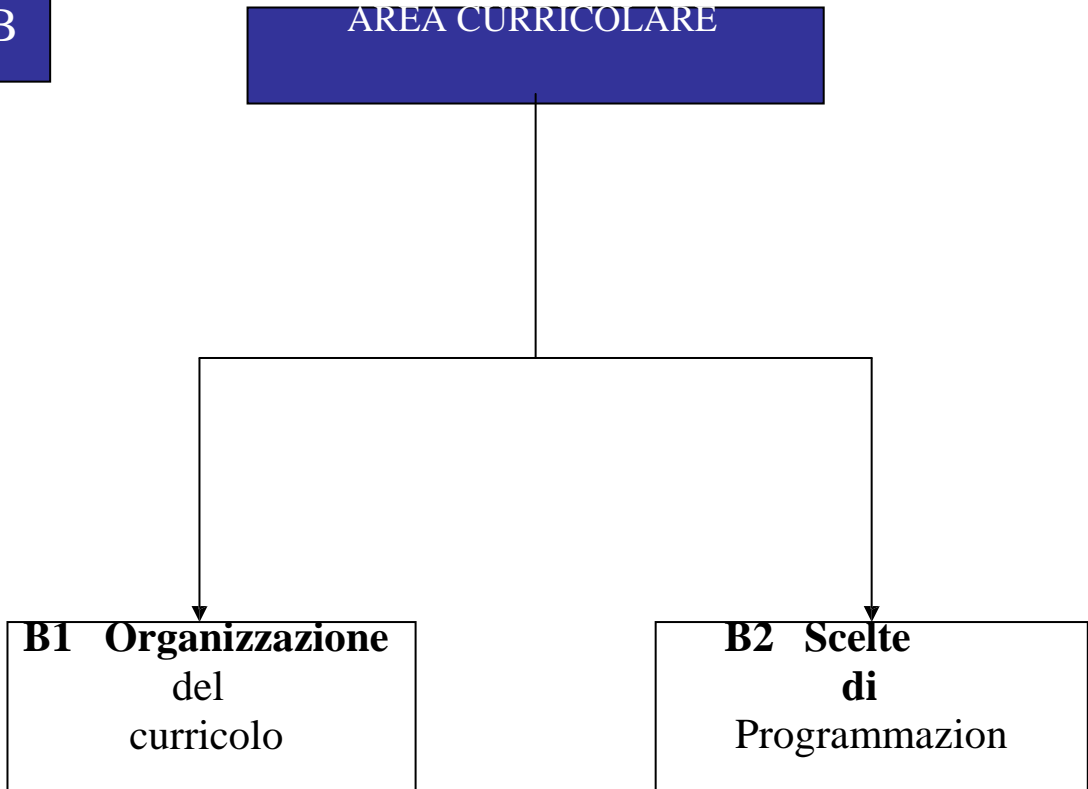 B
AREA CURRICOLARE
B1 Organizzazione
del
curricolo
B2 Scelte
di
Programmazion